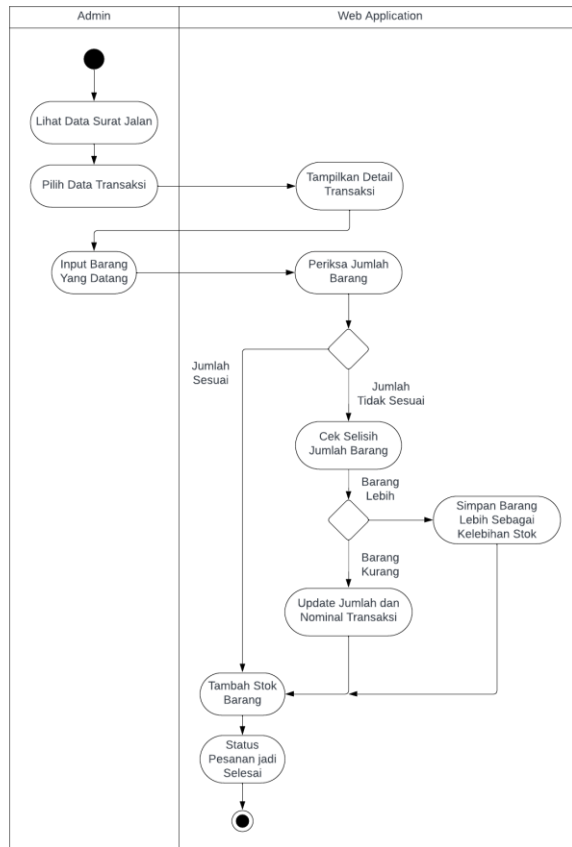 Admin
Web Application
Lihat Data Surat Jalan
Pilih Data Transaksi
Tampilkan Detail
Transaksi
Input Barang
Yang Datang
Periksa Jumlah
Barang
Jumlah
Sesuai
Jumlah
Tidak Sesuai
Cek Selisih
Jumlah Barang
Barang
Lebih
Simpan Barang
Lebih Sebagai
Kelebihan Stok
Barang
Kurang
Update Jumlah dan
Nominal Transaksi
Tambah Stok
Barang
Status
Pesanan jadi
Selesai